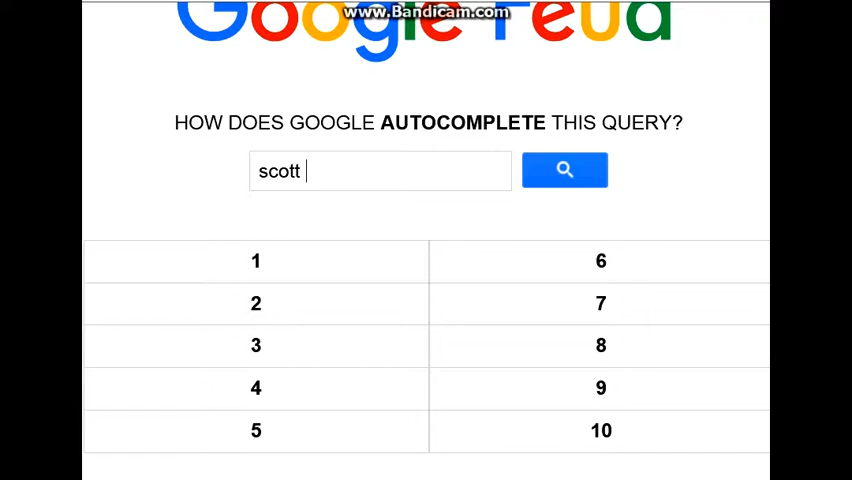 Google Feud
www.Bandicam.com
HOW DOES GOOGLE AUTOCOMPLETE THIS QUERY?
scott
1 6
2 7
3 8
4 9
5 10